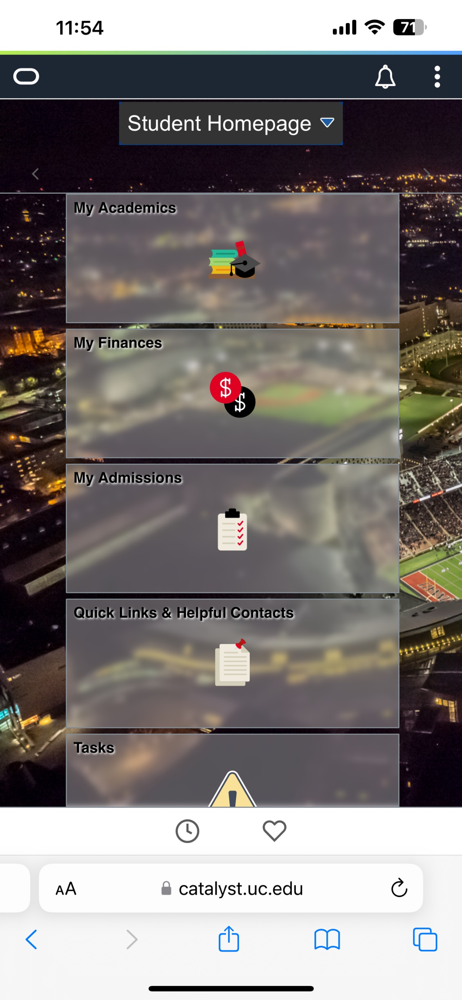 11:54
71
Student Homepage
My Academics
My Finances
$
$
My Admissions
Quick Links & Helpful Contacts
Tasks
AA
catalyst.uc.edu